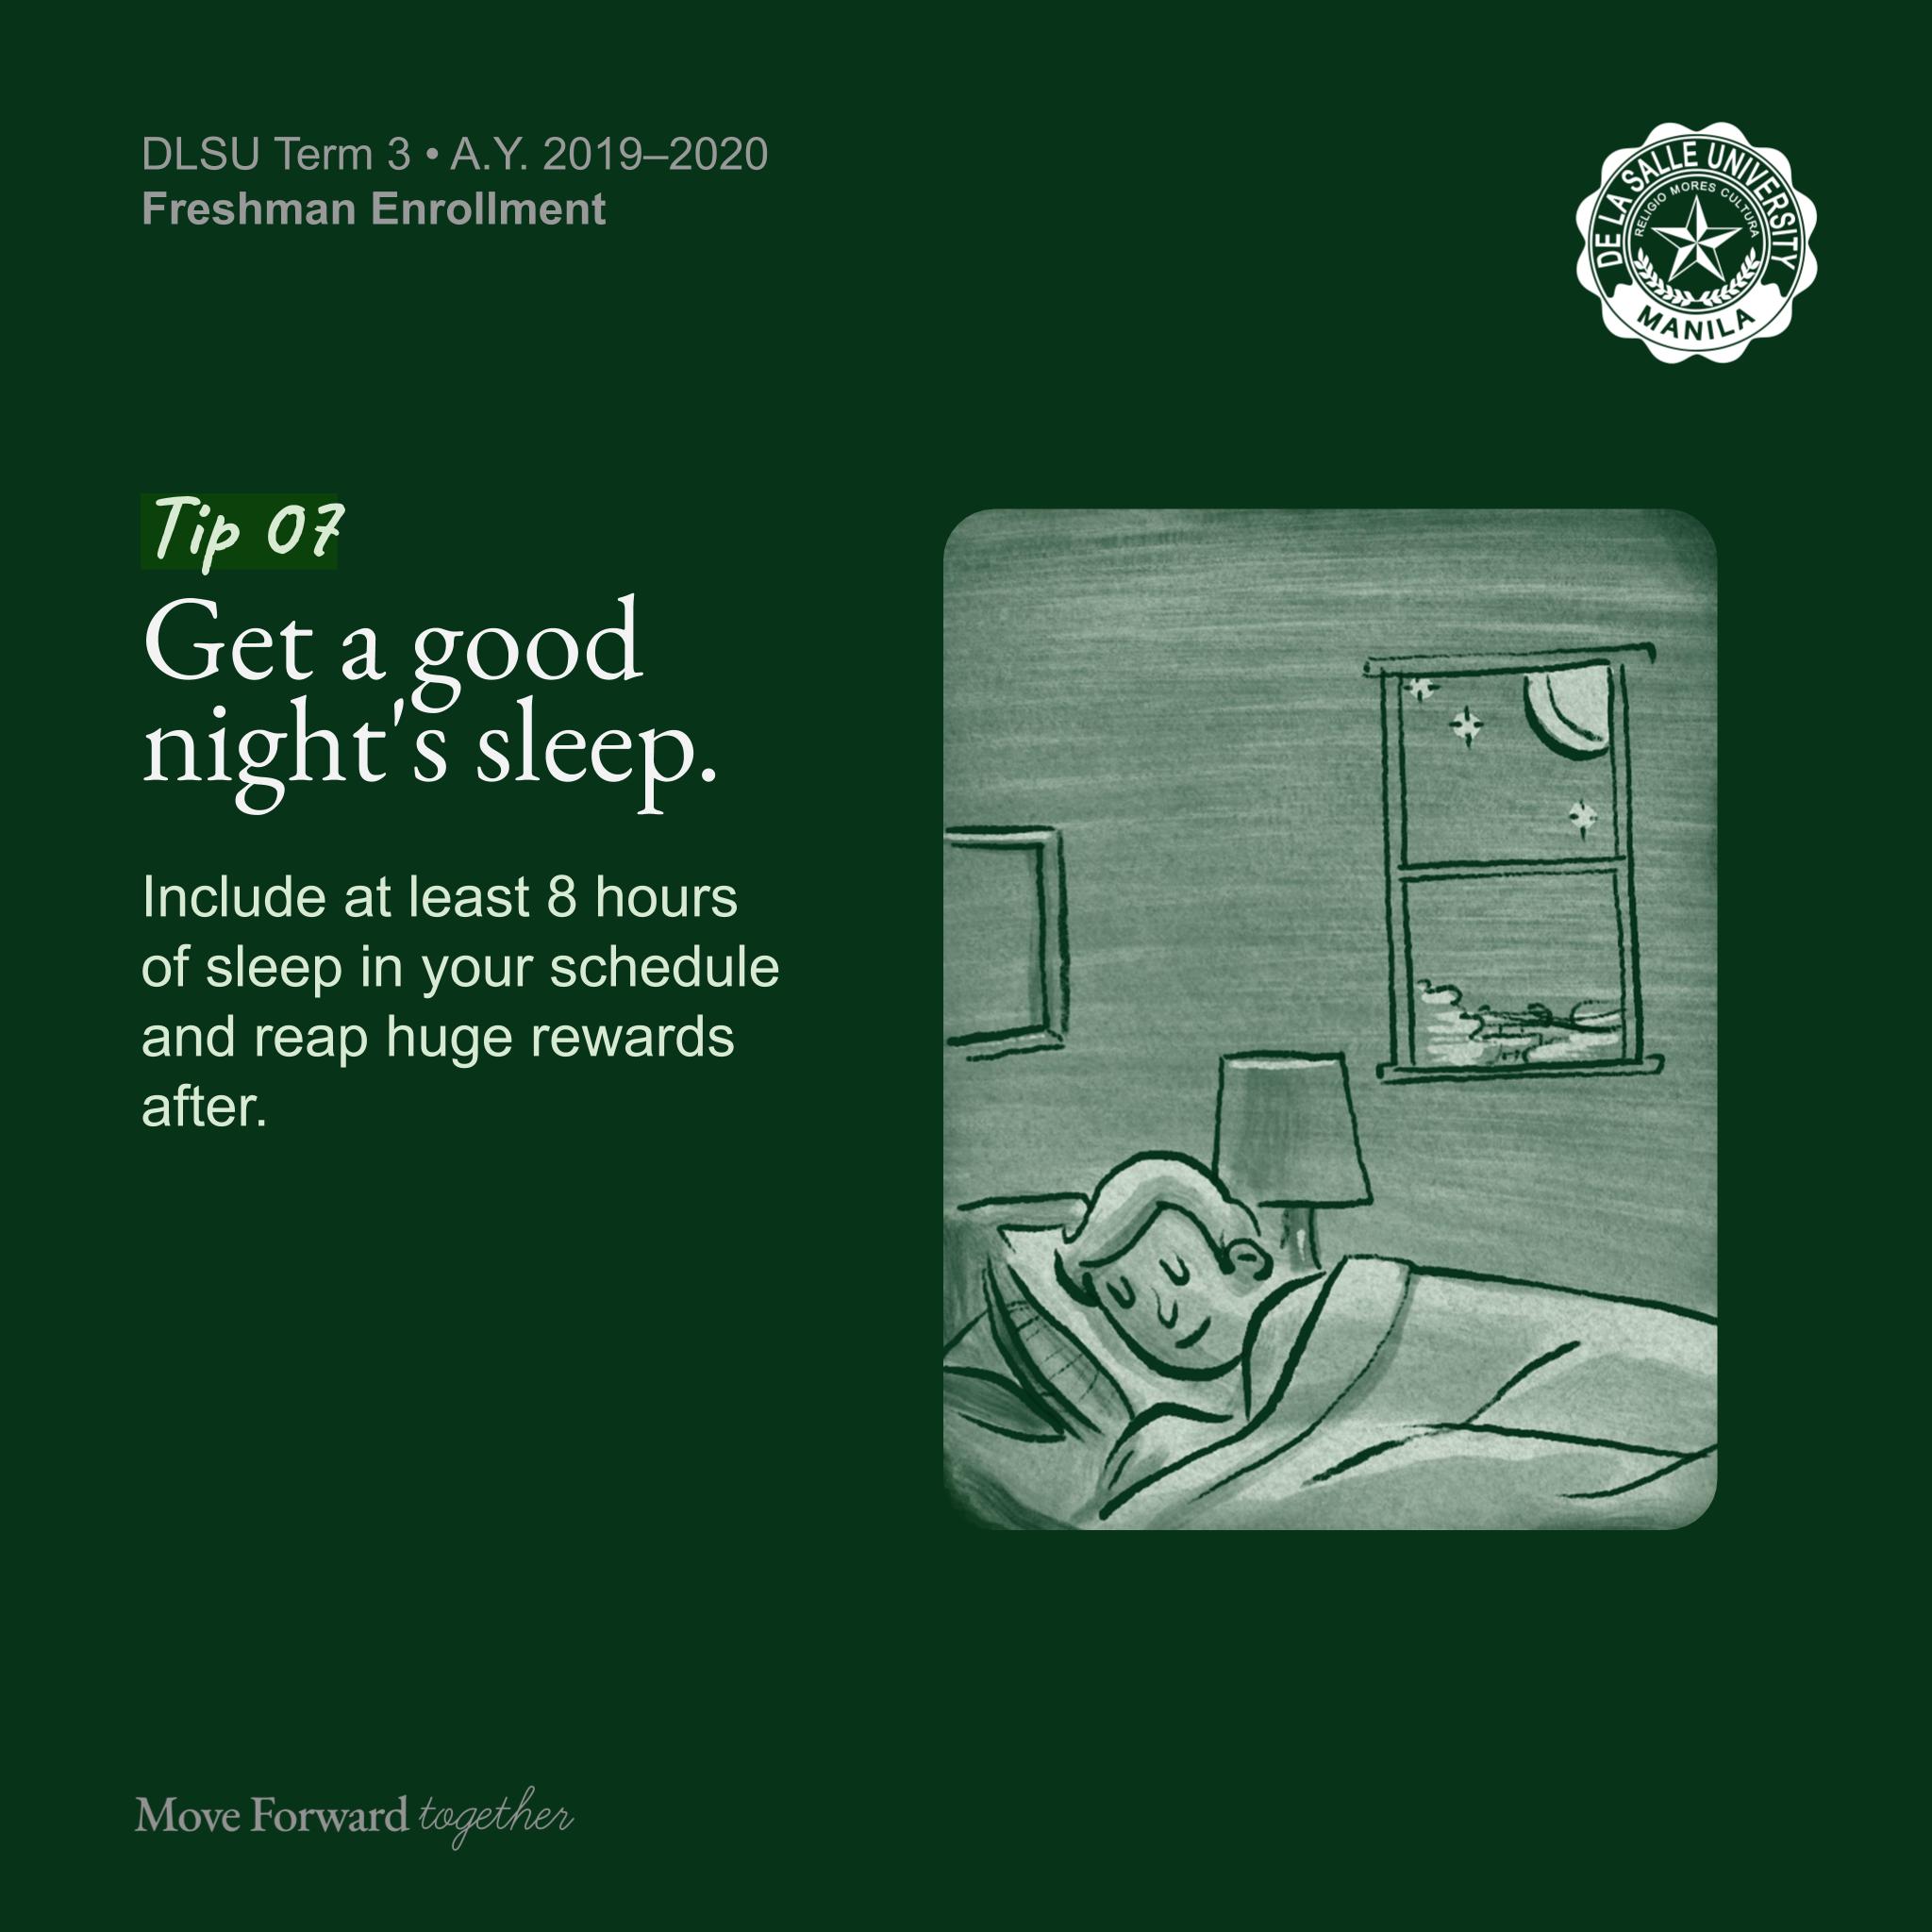 DLSU Term 3 • A.Y. 2019–2020
Freshman Enrollment
DE LA SALLE UNIVERSITY
RELIGIO MORES CULTURA
MANILA
Tip 07
Get a good
night's sleep.
Include at least 8 hours
of sleep in your schedule
and reap huge rewards
after.
Move Forward together